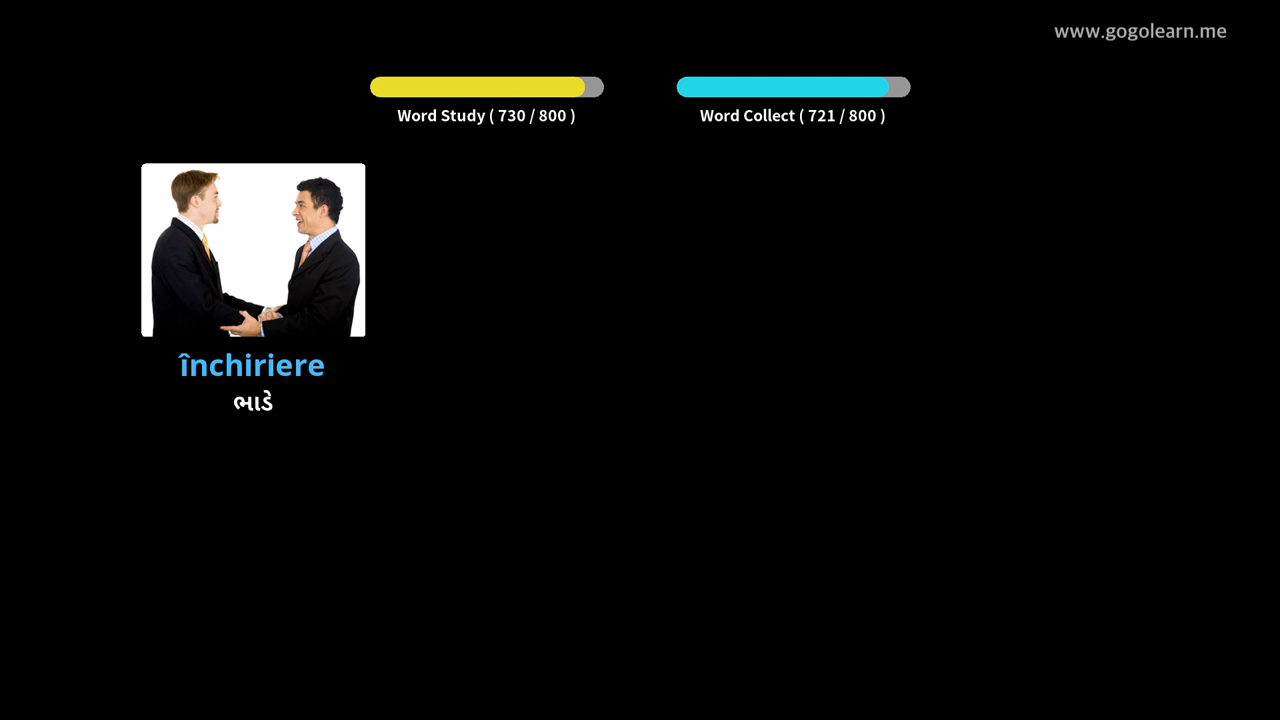 www.gogolearn.me
Word Study ( 730 / 800 )
Word Collect ( 721 / 800 )
închiriere
ભાડે